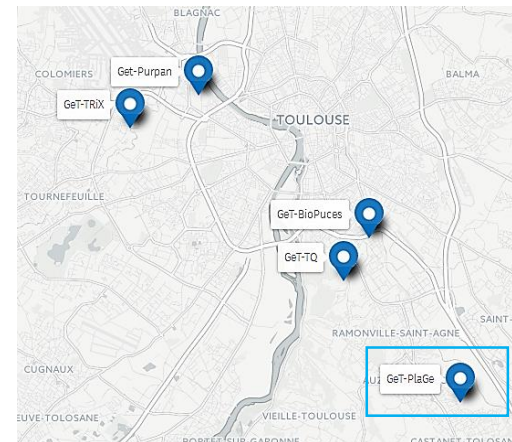 BLAGNAC
Get-Purpan
COLOMIERS
BALMA
GeT-TRiX
TOULOUSE
TOURNEFEUILLE
GeT-BioPuces
GeT-TQ
SAINT-
RAMONVILLE-SAINT-AGNE
CUGNAUX
GeT-PlaGe
VIEILLE-TOULOUSE